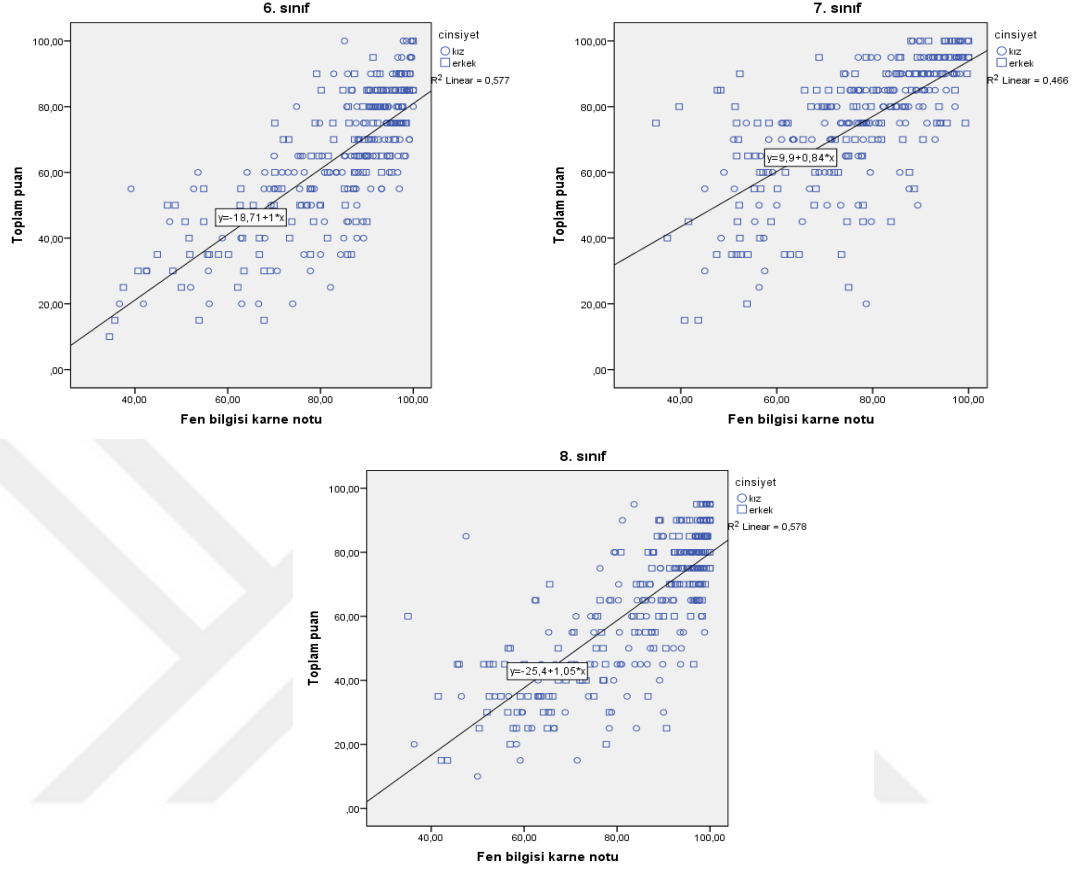 6. sınıf
100,00
80,00
60,00
40,00
20,00
,00
Toplam puan
y=-18,71+1*x
40,00 60,00 80,00 100,00
Fen bilgisi karne notu
cinsiyet
kız
erkek
R² Linear = 0,577
7. sınıf
100,00
80,00
60,00
40,00
20,00
,00
Toplam puan
y=9,9+0,84*x
40,00 60,00 80,00 100,00
Fen bilgisi karne notu
cinsiyet
kız
erkek
R² Linear = 0,466
8. sınıf
100,00
80,00
60,00
40,00
20,00
,00
Toplam puan
y=-25,4+1,05*x
40,00 60,00 80,00 100,00
Fen bilgisi karne notu
cinsiyet
kız
erkek
R² Linear = 0,578